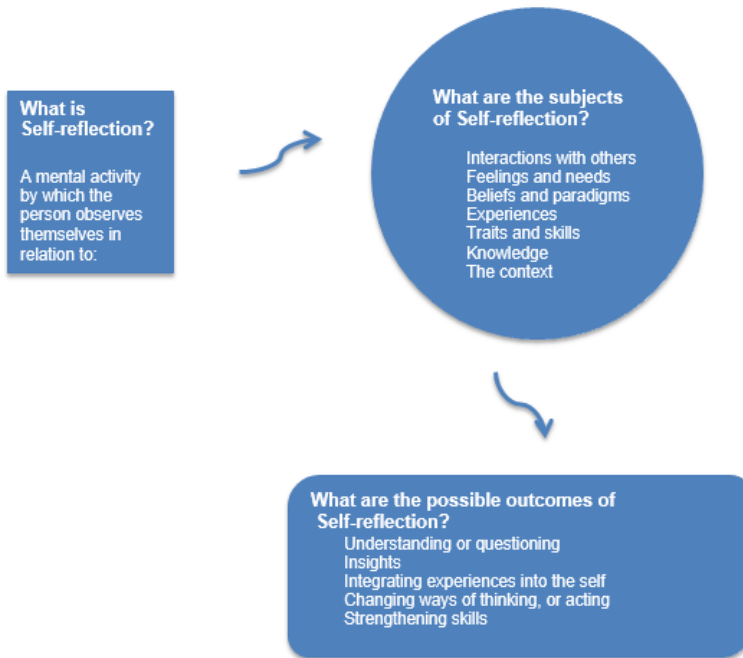 What is
Self-reflection?
A mental activity
by which the
person observes
themselves in
relation to:
What are the subjects
of Self-reflection?
Interactions with others
Feelings and needs
Beliefs and paradigms
Experiences
Traits and skills
Knowledge
The context
What are the possible outcomes of
Self-reflection?
Understanding or questioning
Insights
Integrating experiences into the self
Changing ways of thinking, or acting
Strengthening skills